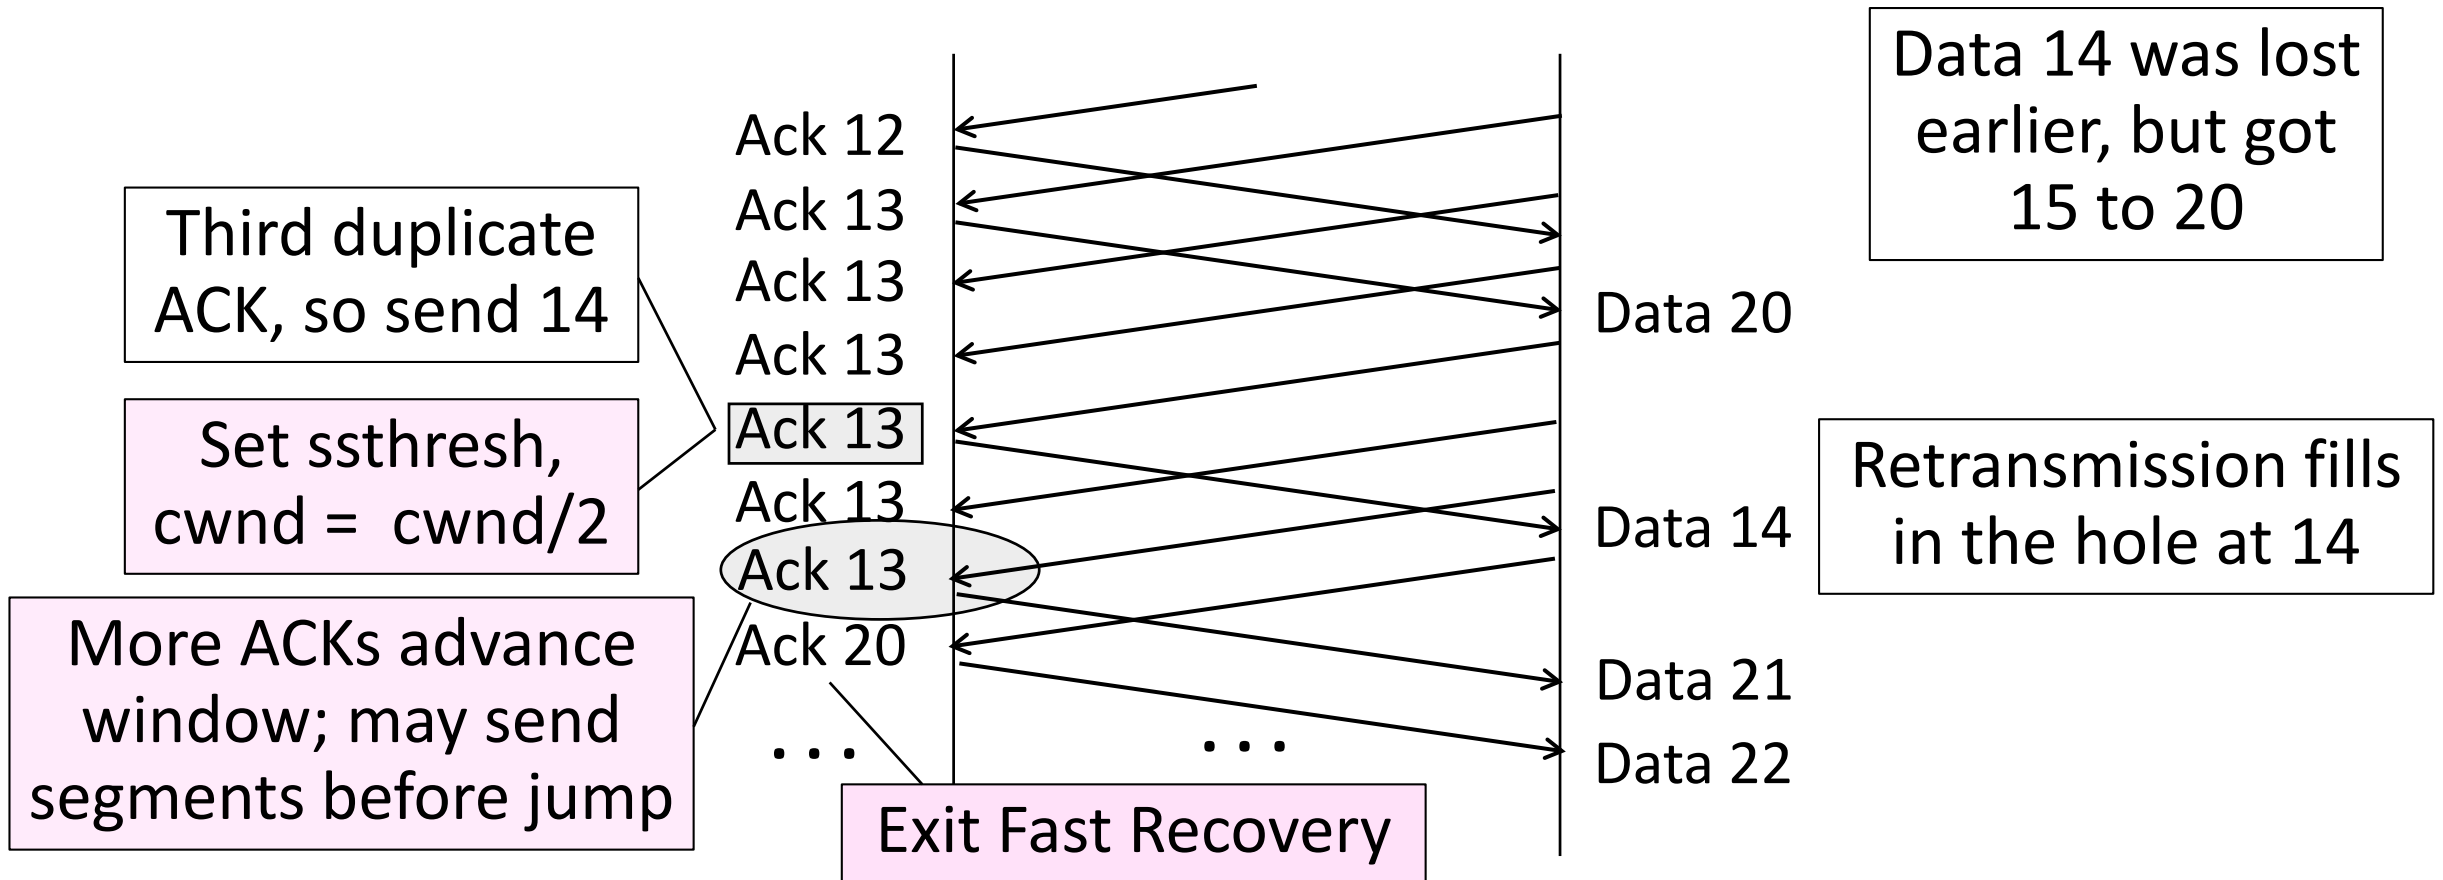 Data 14 was lost
earlier, but got
15 to 20
Ack 12
Ack 13
Third duplicate
ACK, so send 14
Ack 13
Data 20
Ack 13
Set ssthresh,
cwnd = cwnd/2
Ack 13
Retransmission fills
in the hole at 14
Ack 13
Data 14
Ack 13
More ACKs advance
window; may send
segments before jump
Ack 20
Data 21
. . .
. . .
Data 22
Exit Fast Recovery